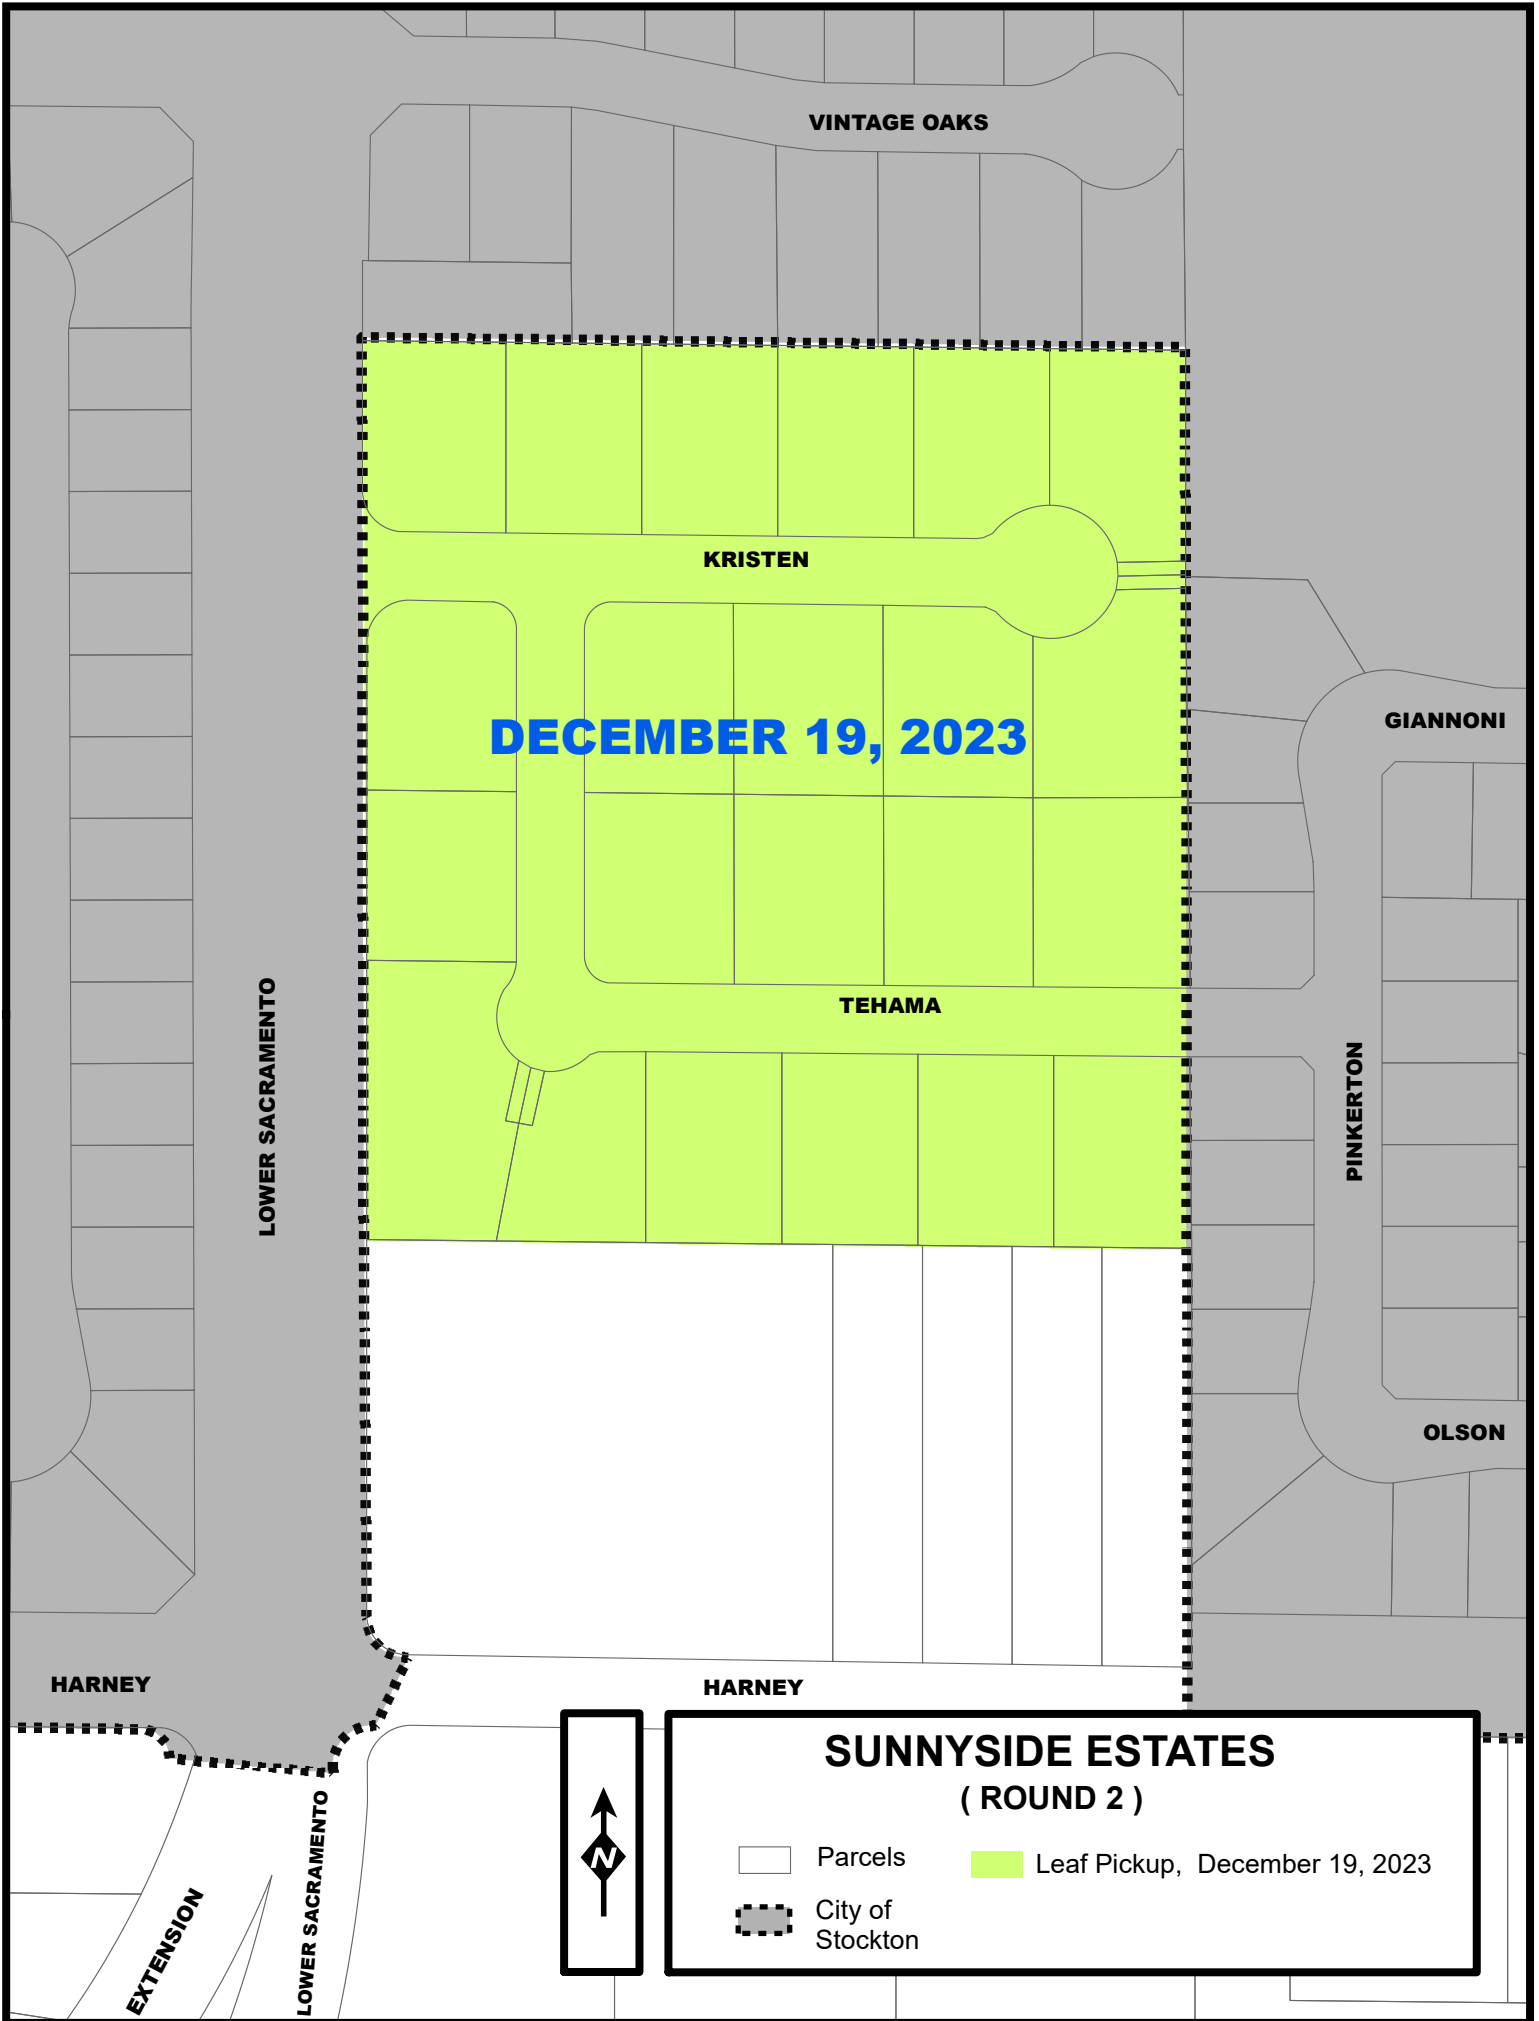 VINTAGE OAKS
KRISTEN
GIANNONI
DECEMBER 19, 2023
TEHAMA
LOWER SACRAMENTO
PINKERTON
OLSON
HARNEY
HARNEY
EXTENSION
LOWER SACRAMENTO
N
SUNNYSIDE ESTATES
( ROUND 2 )
Parcels
Leaf Pickup, December 19, 2023
City of
Stockton